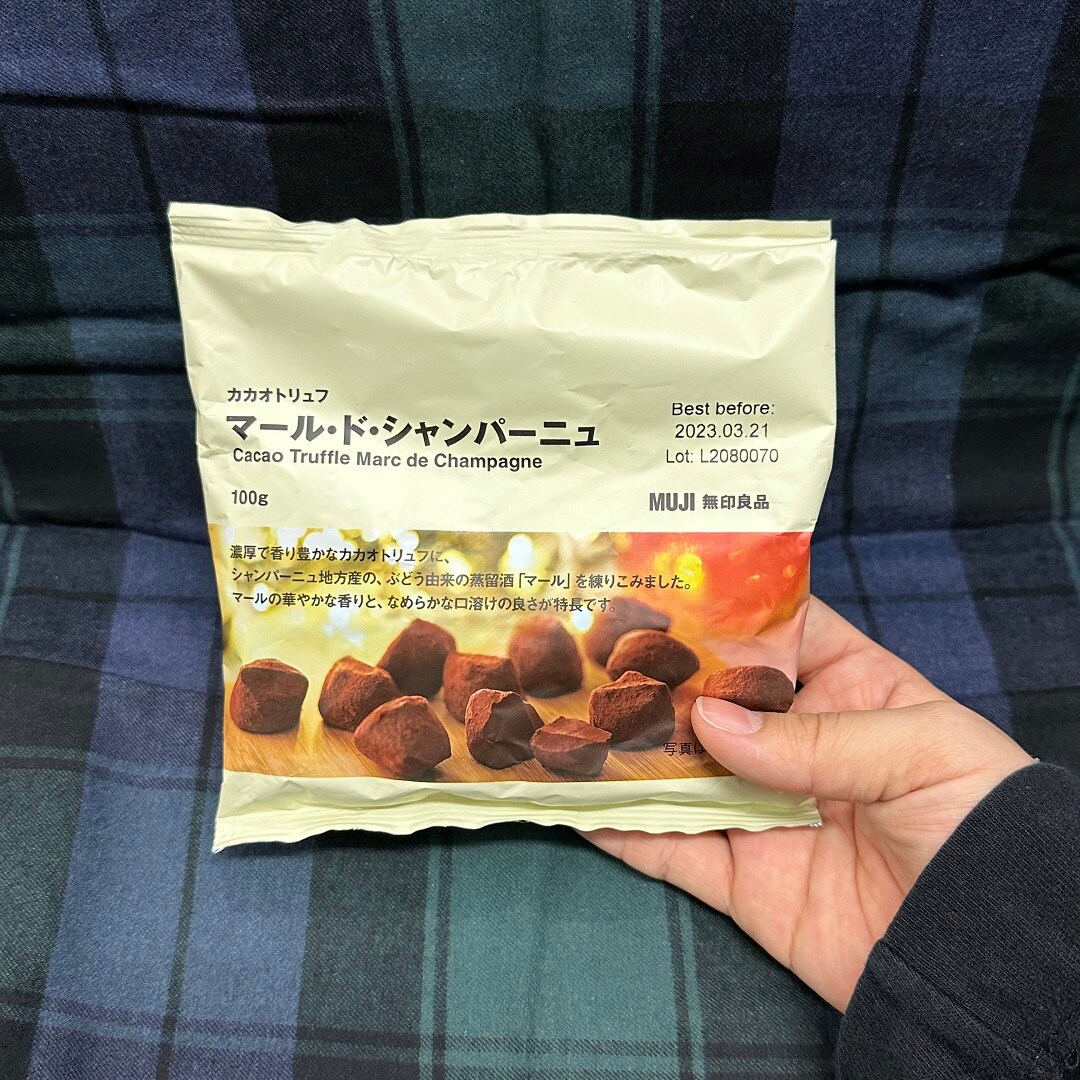 カカオトリュフ
マール・ド・シャンパーニュ
Cacao Truffle Marc de Champagne
100g
Best before:
2023.03.21
Lot: L2080070
MUJI 無印良品
濃厚で香り豊かなカカオトリュフに、
シャンパーニュ地方産の、ぶどう由来の蒸留酒「マール」を練りこみました。
マールの華やかな香りと、なめらかな口溶けの良さが特長です。
写真は